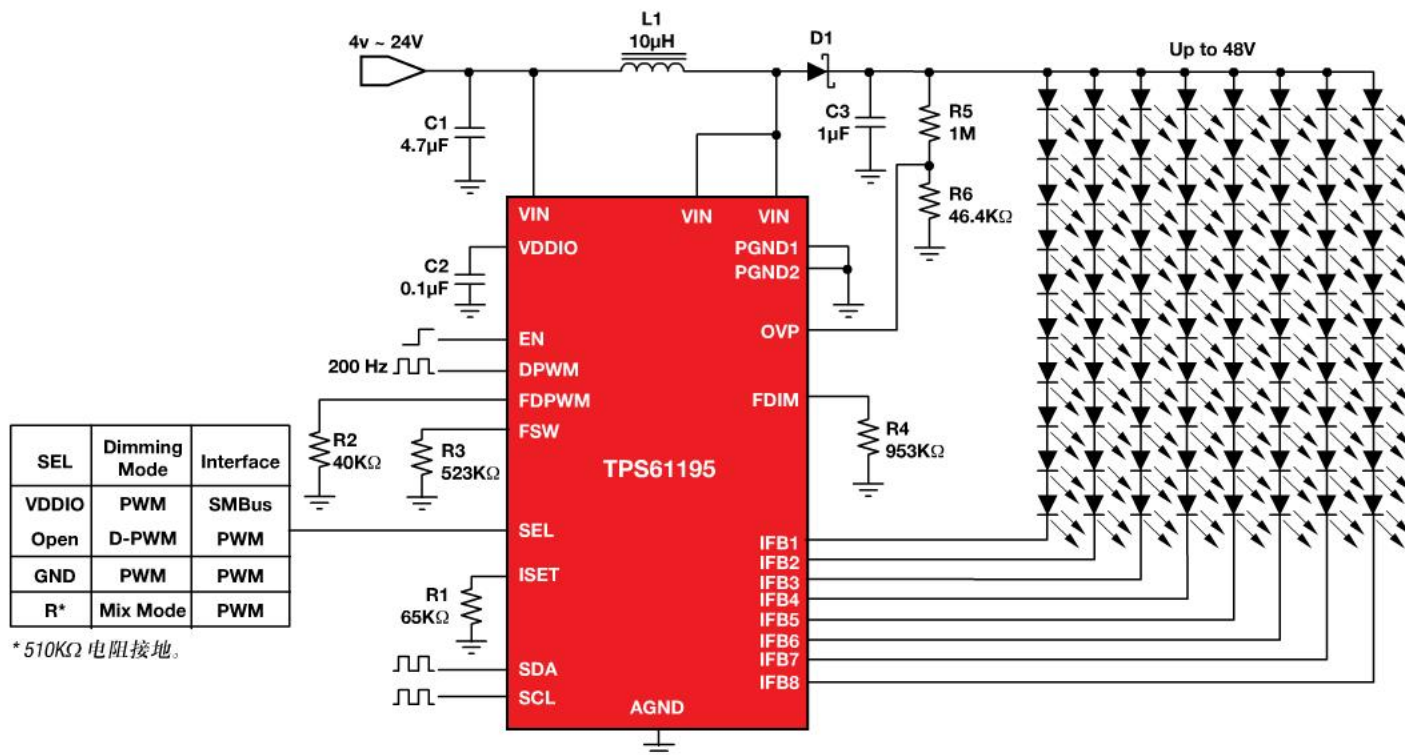 4v ~ 24V
L1
10µH
D1
Up to 48V
C1
4.7µF
C3
1µF
R5
1M
R6
46.4KΩ
VIN
VIN
VIN
VDDIO
PGND1
PGND2
C2
0.1µF
EN
OVP
200 Hz
DPWM
FDPWM
FDIM
FSW
R2
40KΩ
R3
523KΩ
R4
953KΩ
TPS61195
SEL
Dimming Mode
Interface
VDDIO
PWM
SMBus
Open
D-PWM
PWM
GND
PWM
PWM
R*
Mix Mode
PWM
* 510KΩ 电阻接地。
SEL
ISET
R1
65KΩ
SDA
SCL
AGND
IFB1
IFB2
IFB3
IFB4
IFB5
IFB6
IFB7
IFB8